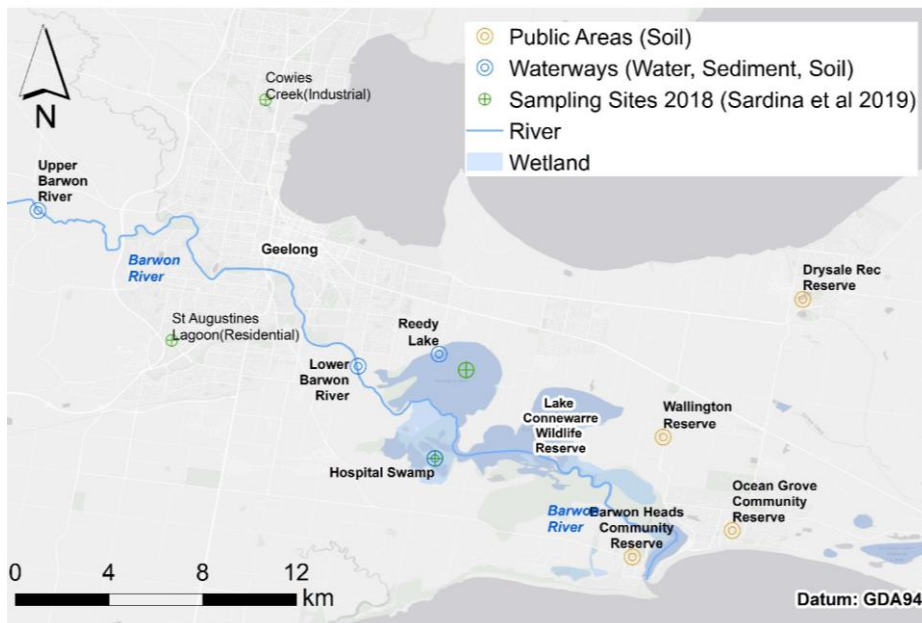 Public Areas (Soil)
Waterways (Water, Sediment, Soil)
Sampling Sites 2018 (Sardina et al 2019)
River
Wetland
N
Cowies
Creek(Industrial)
Upper
Barwon
River
Barwon
River
Geelong
St Augustines
Lagoon(Residential)
Drysale Rec
Reserve
Reedy
Lake
Lower
Barwon
River
Lake
Connewarre
Wildlife
Reserve
Wallington
Reserve
Hospital Swamp
Ocean Grove
Community
Reserve
Barwon
River
Barwon Heads
Community
Reserve
0 4 8 12
km
Datum: GDA94